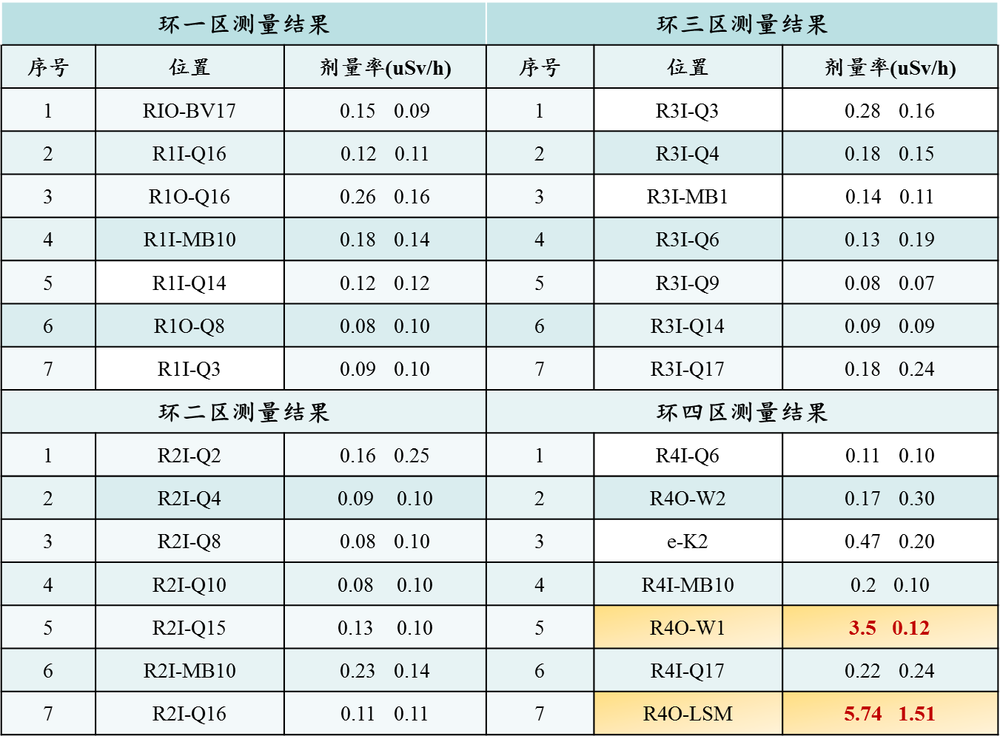 环一区测量结果 环三区测量结果
序号 位置 剂量率(uSv/h) 序号 位置 剂量率(uSv/h)
1 RIO-BV17 0.15 0.09 1 R3I-Q3 0.28 0.16
2 R1I-Q16 0.12 0.11 2 R3I-Q4 0.18 0.15
3 R1O-Q16 0.26 0.16 3 R3I-MB1 0.14 0.11
4 R1I-MB10 0.18 0.14 4 R3I-Q6 0.13 0.19
5 R1I-Q14 0.12 0.12 5 R3I-Q9 0.08 0.07
6 R1O-Q8 0.08 0.10 6 R3I-Q14 0.09 0.09
7 R1I-Q3 0.09 0.10 7 R3I-Q17 0.18 0.24
环二区测量结果 环四区测量结果
1 R2I-Q2 0.16 0.25 1 R4I-Q6 0.11 0.10
2 R2I-Q4 0.09 0.10 2 R4O-W2 0.17 0.30
3 R2I-Q8 0.08 0.10 3 e-K2 0.47 0.20
4 R2I-Q10 0.08 0.10 4 R4I-MB10 0.2 0.10
5 R2I-Q15 0.13 0.10 5 R4O-W1 3.5 0.12
6 R2I-MB10 0.23 0.14 6 R4I-Q17 0.22 0.24
7 R2I-Q16 0.11 0.11 7 R4O-LSM 5.74 1.51